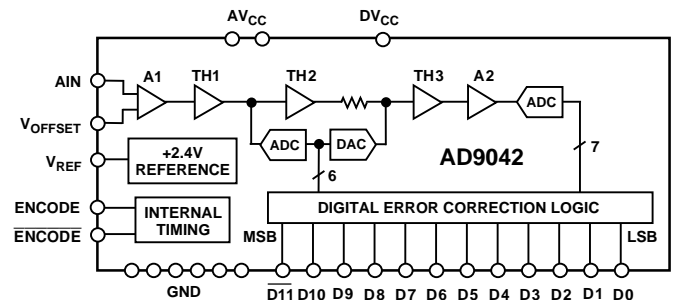 AVCC DVCC
AIN A1 TH1 TH2 TH3 A2 ADC
VOFFSET
ADC DAC AD9042
VREF +2.4V REFERENCE
6 7
ENCODE INTERNAL TIMING DIGITAL ERROR CORRECTION LOGIC
ENCODE MSB LSB
GND D11 D10 D9 D8 D7 D6 D5 D4 D3 D2 D1 D0